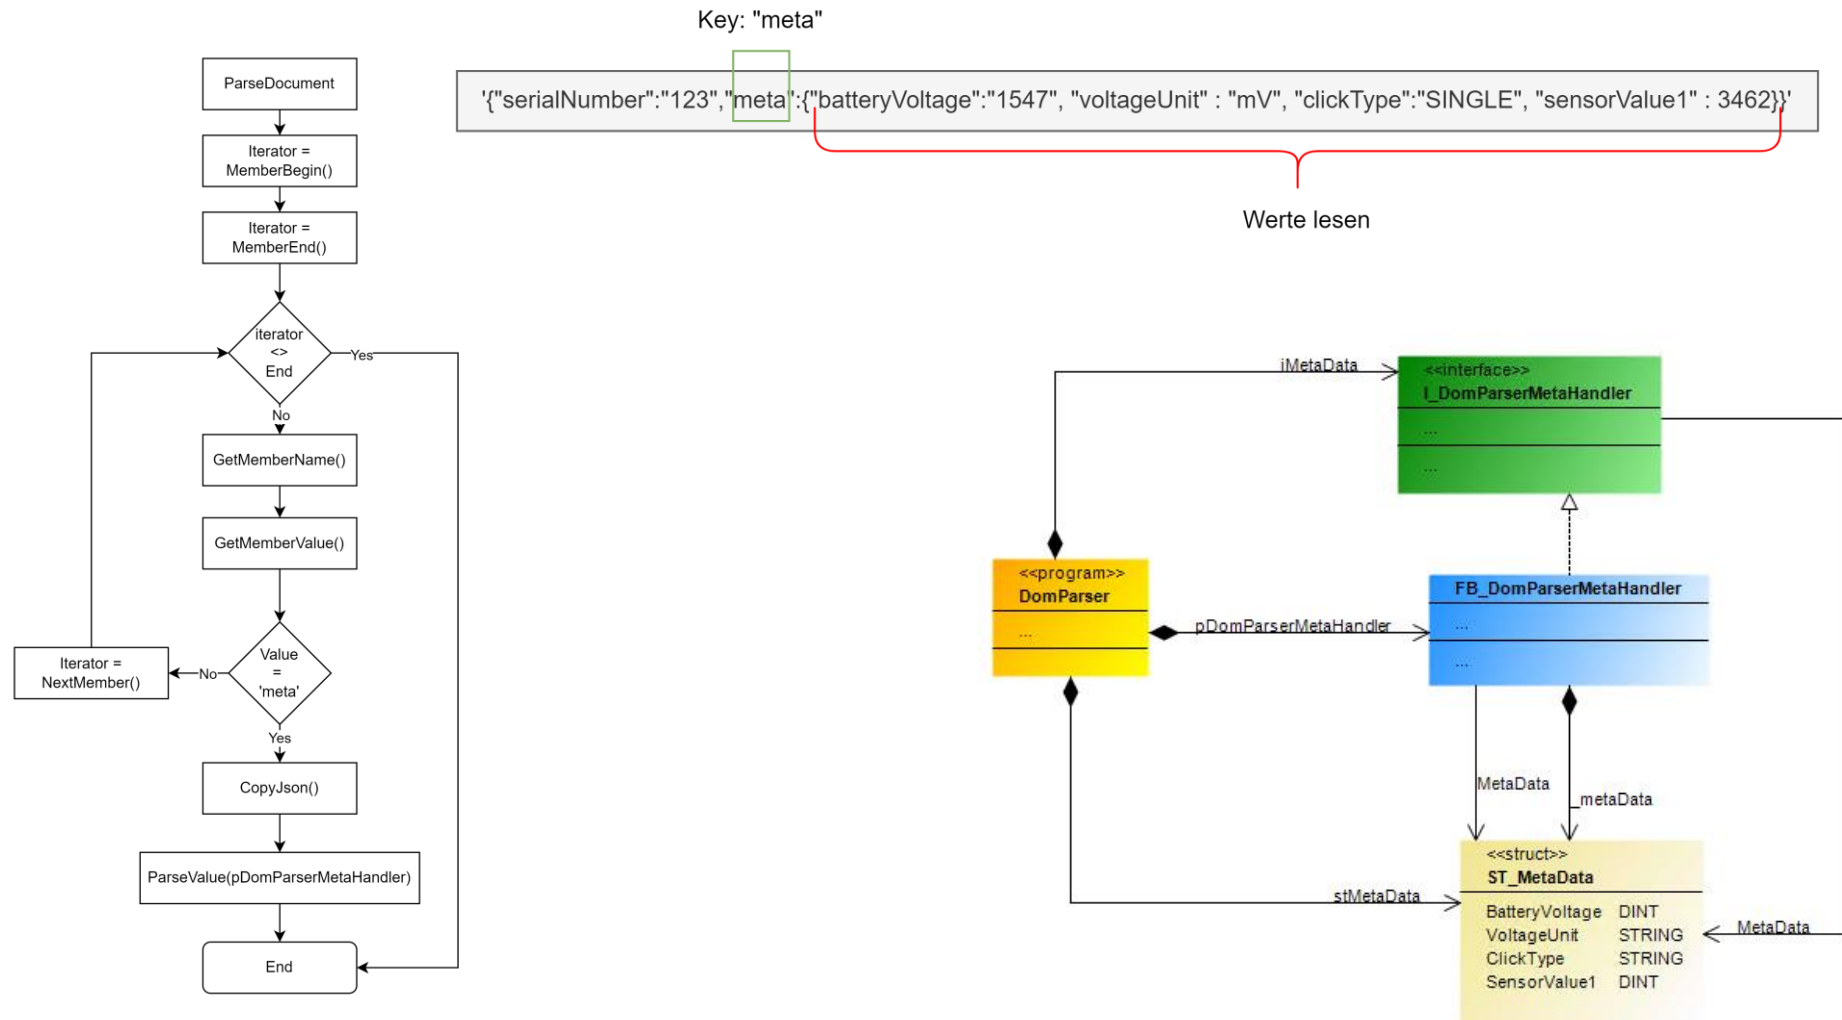 Key: "meta"
'{"serialNumber":"123","meta":{"batteryVoltage":"1547", "voltageUnit" : "mV", "clickType":"SINGLE", "sensorValue1" : 3462}}'
Werte lesen
ParseDocument
Iterator =
MemberBegin()
Iterator =
MemberEnd()
iterator
<>
End
Yes
No
GetMemberName()
GetMemberValue()
Value
=
'meta'
No
Iterator =
NextMember()
Yes
CopyJson()
ParseValue(pDomParserMetaHandler)
End
iMetaData
<<interface>>
I_DomParserMetaHandler
...
...
<<program>>
DomParser
...
pDomParserMetaHandler
FB_DomParserMetaHandler
...
...
MetaData
_metaData
stMetaData
<<struct>>
ST_MetaData
BatteryVoltage DINT
VoltageUnit STRING
ClickType STRING
SensorValue1 DINT
MetaData